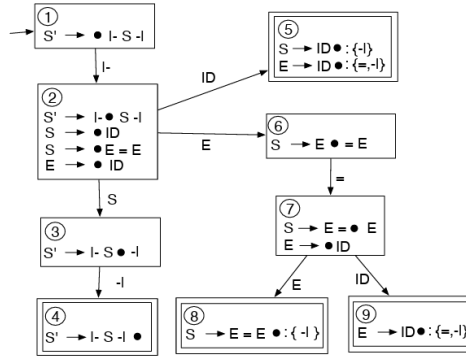 1
S' → ● I- S -I
I-
2
S' → I- ● S -I
S → ● ID
S → ● E = E
E → ● ID
ID
5
S → ID ● : {-I}
E → ID ● : {=,-I}
E
6
S → E ● = E
=
7
S → E = ● E
E → ● ID
S
3
S' → I- S ● -I
-I
4
S' → I- S -I ●
E
8
S → E = E ● : { -I }
ID
9
E → ID ● : {=,-I}